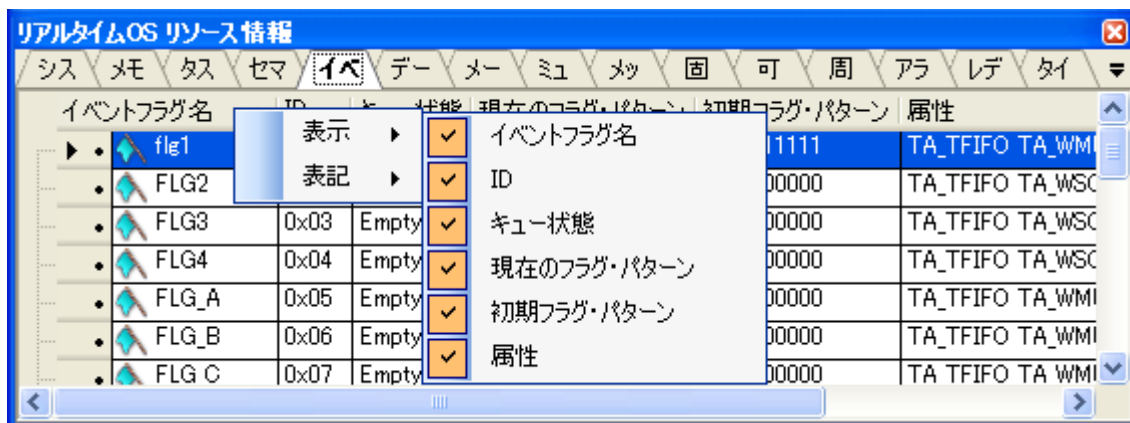 リアルタイムOS リソース情報
シス メモ タス セマ イベ デー メー ミュ メッ 固 可 周 アラ レデ タイ
イベントフラグ名 ID キュー状態 現在のフラグ・パターン 初期フラグ・パターン 属性
flg1 11111 TA_TFIFO TA_WMU
FLG2 00000 TA_TFIFO TA_WSG
FLG3 0x03 Empty 00000 TA_TFIFO TA_WSG
FLG4 0x04 Empty 00000 TA_TFIFO TA_WSG
FLG_A 0x05 Empty 00000 TA_TFIFO TA_WMU
FLG_B 0x06 Empty 00000 TA_TFIFO TA_WMU
FLG C 0x07 Empty 00000 TA TFIFO TA WMU
表示
表記
イベントフラグ名
ID
キュー状態
現在のフラグ・パターン
初期フラグ・パターン
属性